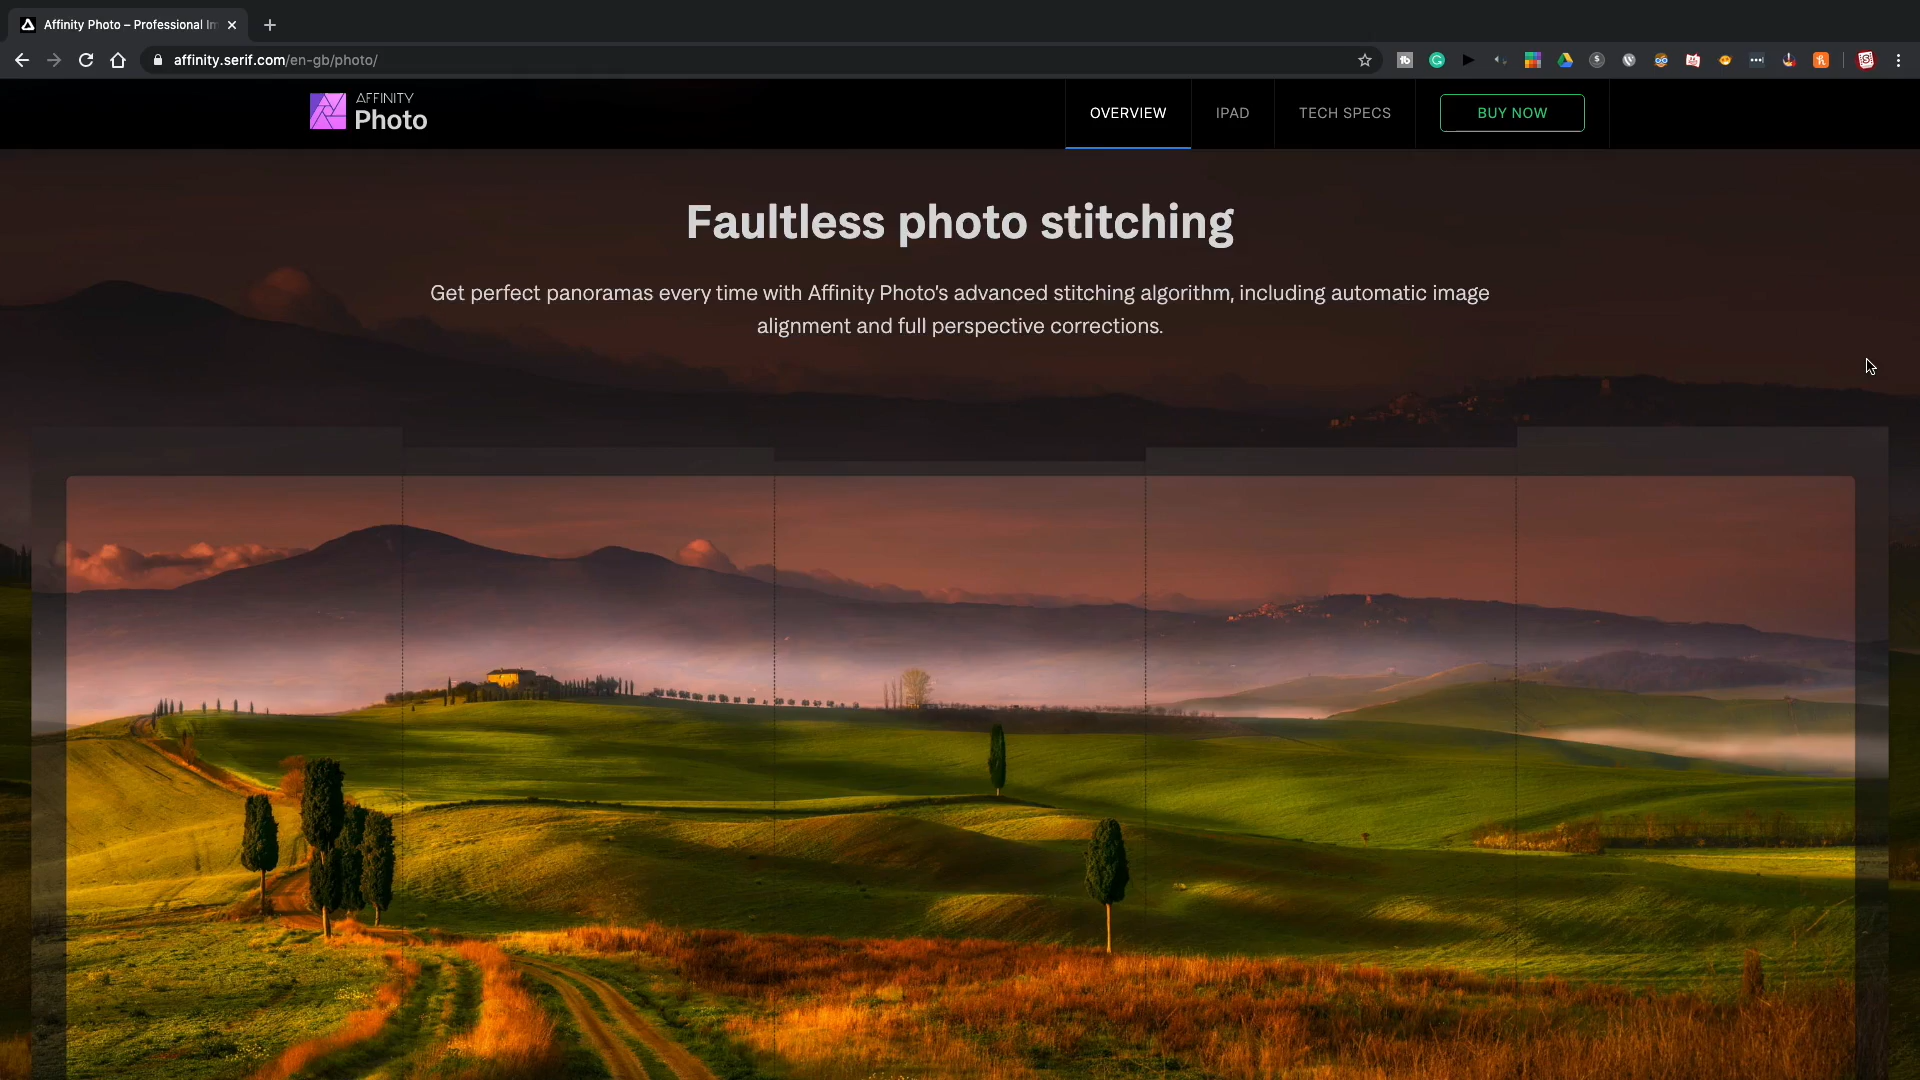 Affinity Photo – Professional Im
affinity.serif.com/en-gb/photo/
AFFINITY
Photo
OVERVIEW
IPAD
TECH SPECS
BUY NOW
Faultless photo stitching
Get perfect panoramas every time with Affinity Photo's advanced stitching algorithm, including automatic image
alignment and full perspective corrections.